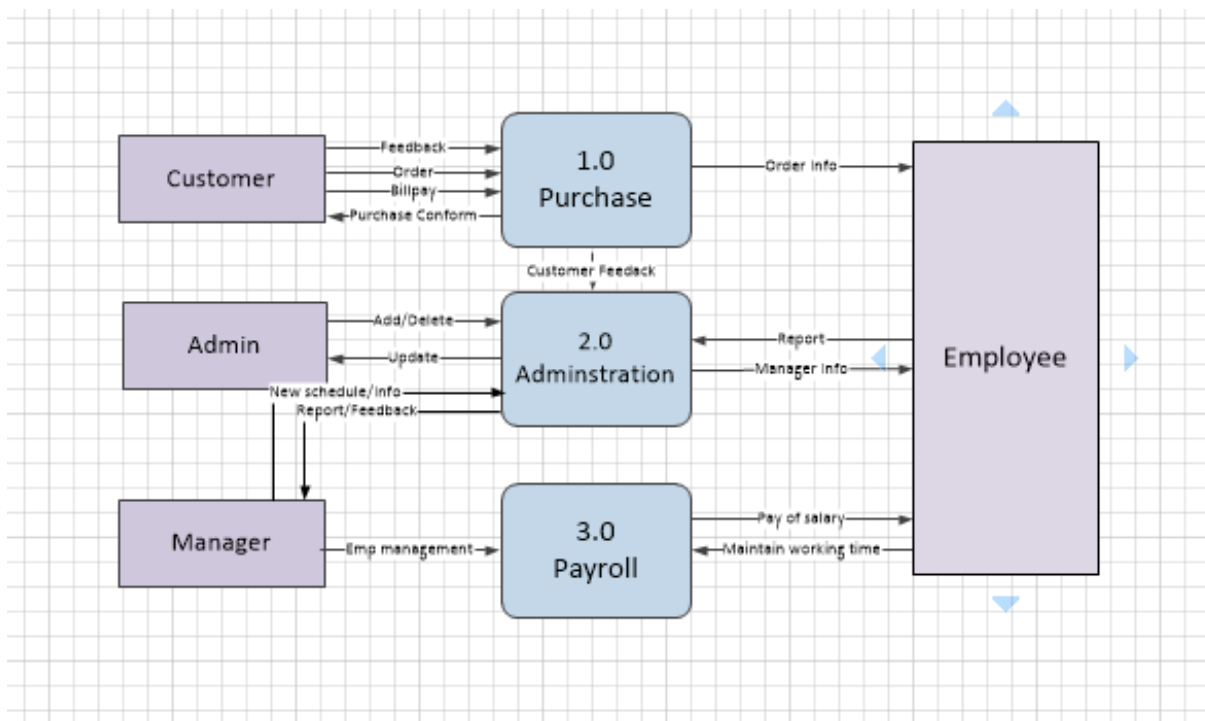 Customer
Feedback
Order
Billpay
Purchase Conform
1.0
Purchase
Order Info
Customer Feedack
Admin
Add/Delete
Update
2.0
Adminstration
Report
Manager Info
Employee
New schedule/Info
Report/Feedback
Manager
Emp management
3.0
Payroll
Pay of salary
Maintain working time